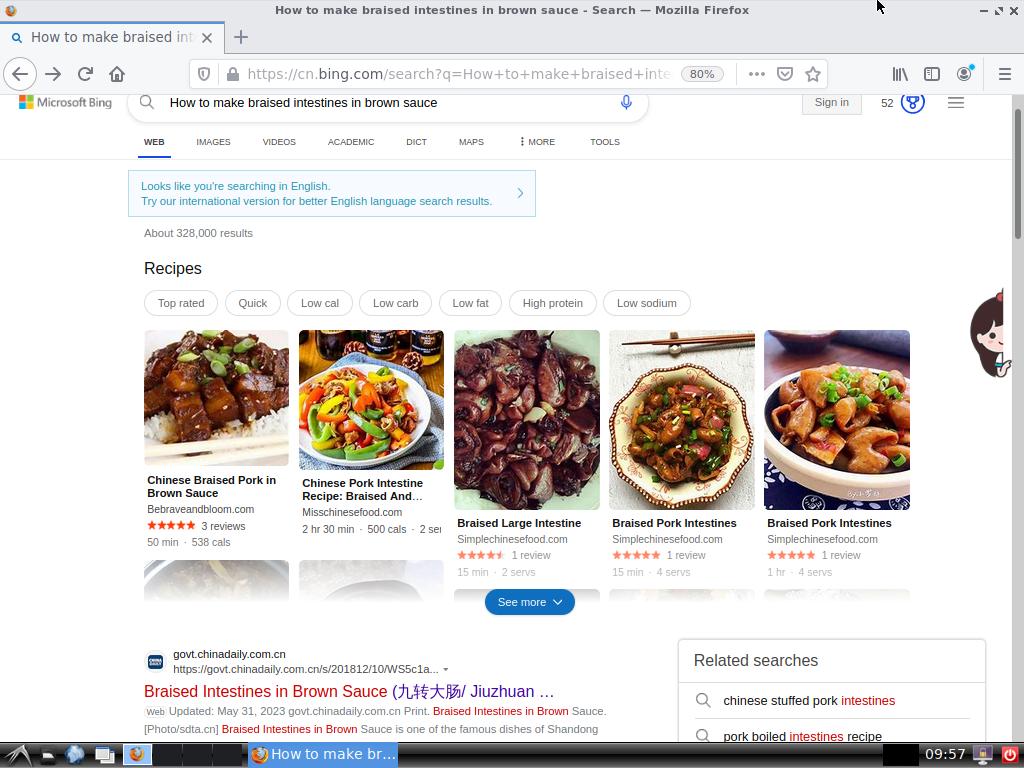 How to make braised intestines in brown sauce - Search — Mozilla Firefox
How to make braised int
https://cn.bing.com/search?q=How+to+make+braised+inte
80%
Microsoft Bing
How to make braised intestines in brown sauce
Sign in
52
WEB
IMAGES
VIDEOS
ACADEMIC
DICT
MAPS
MORE
TOOLS
Looks like you're searching in English.
Try our international version for better English language search results.
About 328,000 results
Recipes
Top rated
Quick
Low cal
Low carb
Low fat
High protein
Low sodium
Chinese Braised Pork in
Brown Sauce
Bebraveandbloom.com
3 reviews
50 min · 538 cals
Chinese Pork Intestine
Recipe: Braised And…
Misschinesefood.com
2 hr 30 min · 500 cals · 2 ser
Braised Large Intestine
Simplechinesefood.com
1 review
15 min · 2 servs
Braised Pork Intestines
Simplechinesefood.com
1 review
15 min · 4 servs
Braised Pork Intestines
Simplechinesefood.com
1 review
1 hr · 4 servs
See more
CHINA DAILY
govt.chinadaily.com.cn
https://govt.chinadaily.com.cn/s/201812/10/WS5c1a...
Braised Intestines in Brown Sauce (九转大肠/ Jiuzhuan …
Web Updated: May 31, 2023 govt.chinadaily.com.cn Print. Braised Intestines in Brown Sauce.
[Photo/sdta.cn] Braised Intestines in Brown Sauce is one of the famous dishes of Shandong
Related searches
chinese stuffed pork intestines
pork boiled intestines recipe
How to make br...
09:57